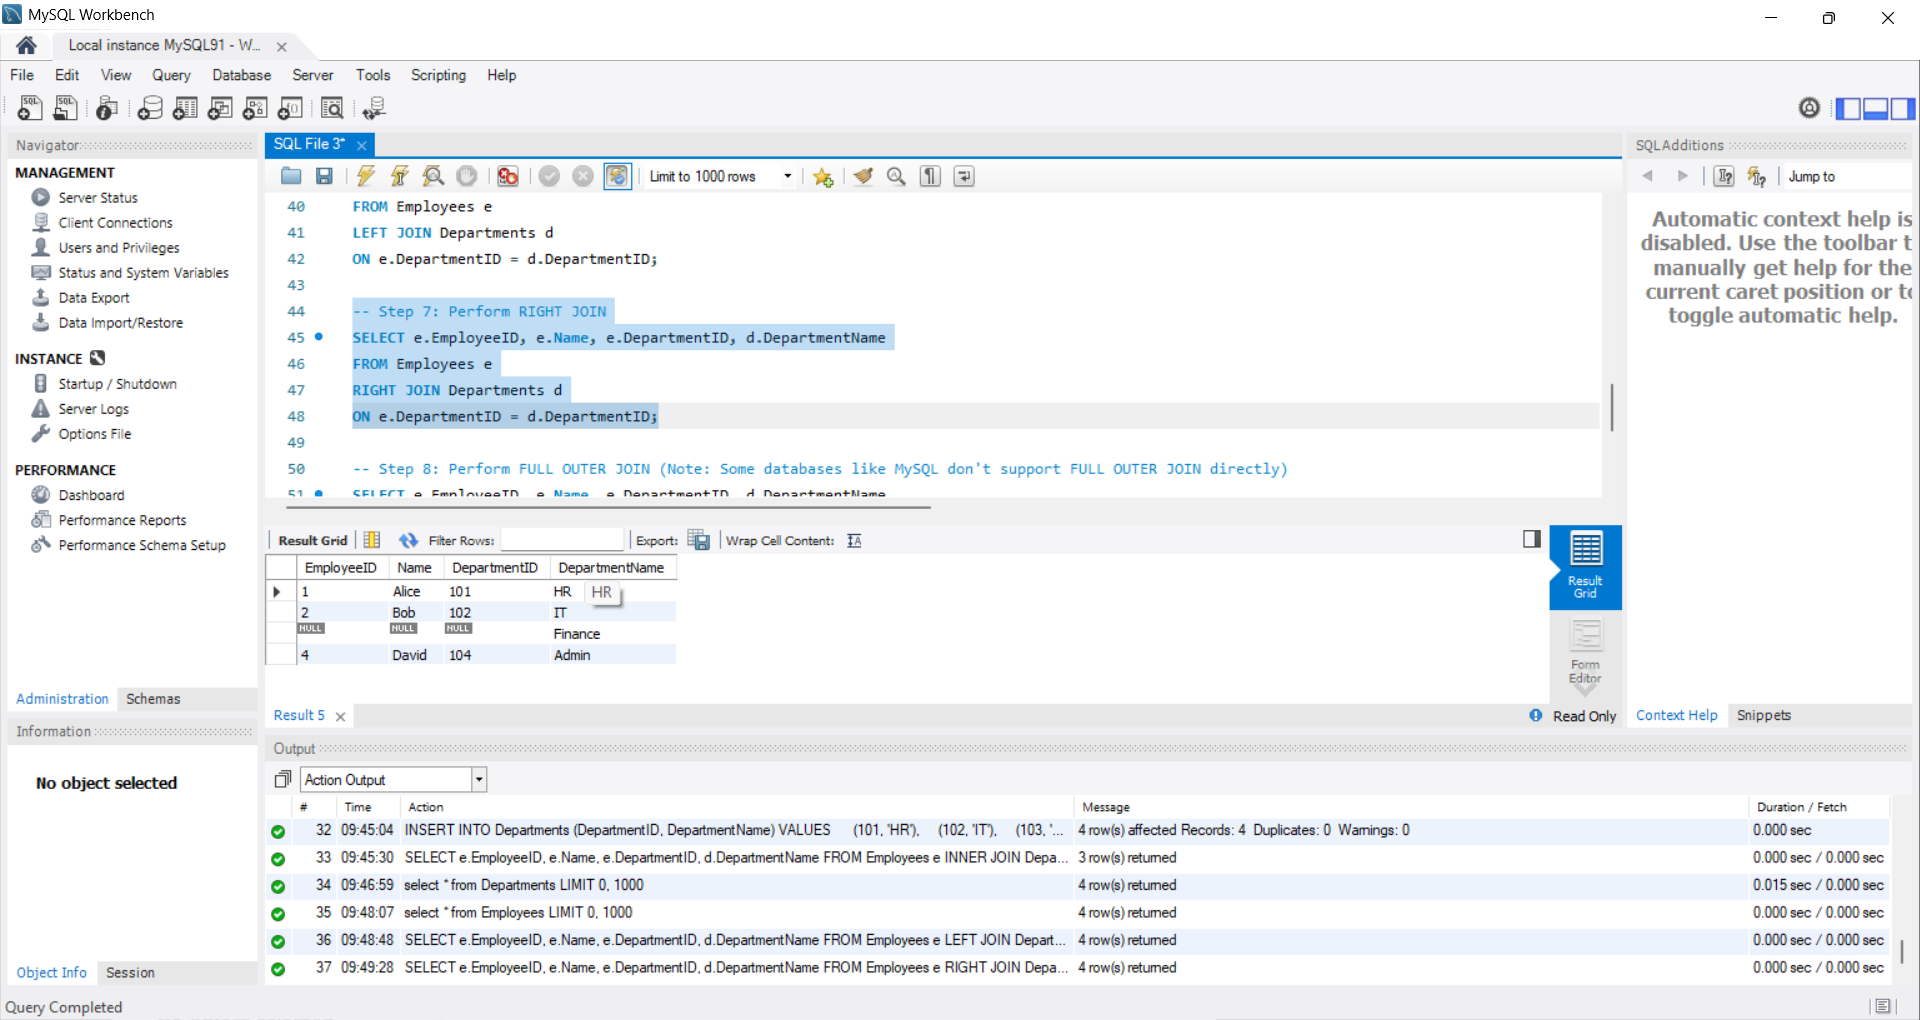 MySQL Workbench
Local instance MySQL91 - W...
File Edit View Query Database Server Tools Scripting Help
Navigator
MANAGEMENT
Server Status
Client Connections
Users and Privileges
Status and System Variables
Data Export
Data Import/Restore
INSTANCE
Startup / Shutdown
Server Logs
Options File
PERFORMANCE
Dashboard
Performance Reports
Performance Schema Setup
Administration Schemas
Information
No object selected
Object Info Session
Query Completed
SQL File 3*
Limit to 1000 rows
40 FROM Employees e
41 LEFT JOIN Departments d
42 ON e.DepartmentID = d.DepartmentID;
43
44 -- Step 7: Perform RIGHT JOIN
45 SELECT e.EmployeeID, e.Name, e.DepartmentID, d.DepartmentName
46 FROM Employees e
47 RIGHT JOIN Departments d
48 ON e.DepartmentID = d.DepartmentID;
49
50 -- Step 8: Perform FULL OUTER JOIN (Note: Some databases like MySQL don't support FULL OUTER JOIN directly)
51 SELECT e.EmployeeID, e.Name, e.DepartmentID, d.DepartmentName
Result Grid Filter Rows: Export: Wrap Cell Content: IA
EmployeeID Name DepartmentID DepartmentName
1 Alice 101 HR HR
2 Bob 102 IT
NULL NULL NULL Finance
4 David 104 Admin
Result
Grid
Form
Editor
Result 5
Read Only
SQLAdditions
Jump to
Automatic context help is
disabled. Use the toolbar t
manually get help for the
current caret position or to
toggle automatic help.
Context Help Snippets
Output
Action Output
# Time Action Message Duration / Fetch
32 09:45:04 INSERT INTO Departments (DepartmentID, DepartmentName) VALUES (101, 'HR'), (102, 'IT'), (103, '... 4 row(s) affected Records: 4 Duplicates: 0 Warnings: 0 0.000 sec
33 09:45:30 SELECT e.EmployeeID, e.Name, e.DepartmentID, d.DepartmentName FROM Employees e INNER JOIN Depa... 3 row(s) returned 0.000 sec / 0.000 sec
34 09:46:59 select * from Departments LIMIT 0, 1000 4 row(s) returned 0.015 sec / 0.000 sec
35 09:48:07 select * from Employees LIMIT 0, 1000 4 row(s) returned 0.000 sec / 0.000 sec
36 09:48:48 SELECT e.EmployeeID, e.Name, e.DepartmentID, d.DepartmentName FROM Employees e LEFT JOIN Depart... 4 row(s) returned 0.000 sec / 0.000 sec
37 09:49:28 SELECT e.EmployeeID, e.Name, e.DepartmentID, d.DepartmentName FROM Employees e RIGHT JOIN Depa... 4 row(s) returned 0.000 sec / 0.000 sec